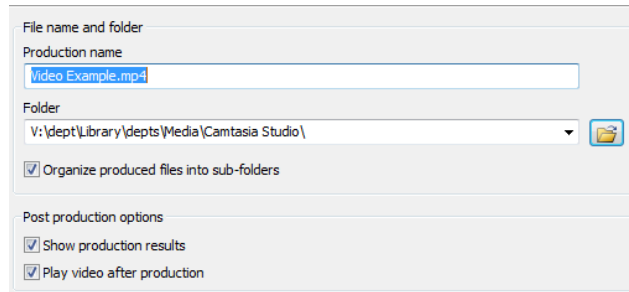 File name and folder
Production name
Video Example.mp4
Folder
V:\dept\Library\depts\Media\Camtasia Studio\
Organize produced files into sub-folders
Post production options
Show production results
Play video after production